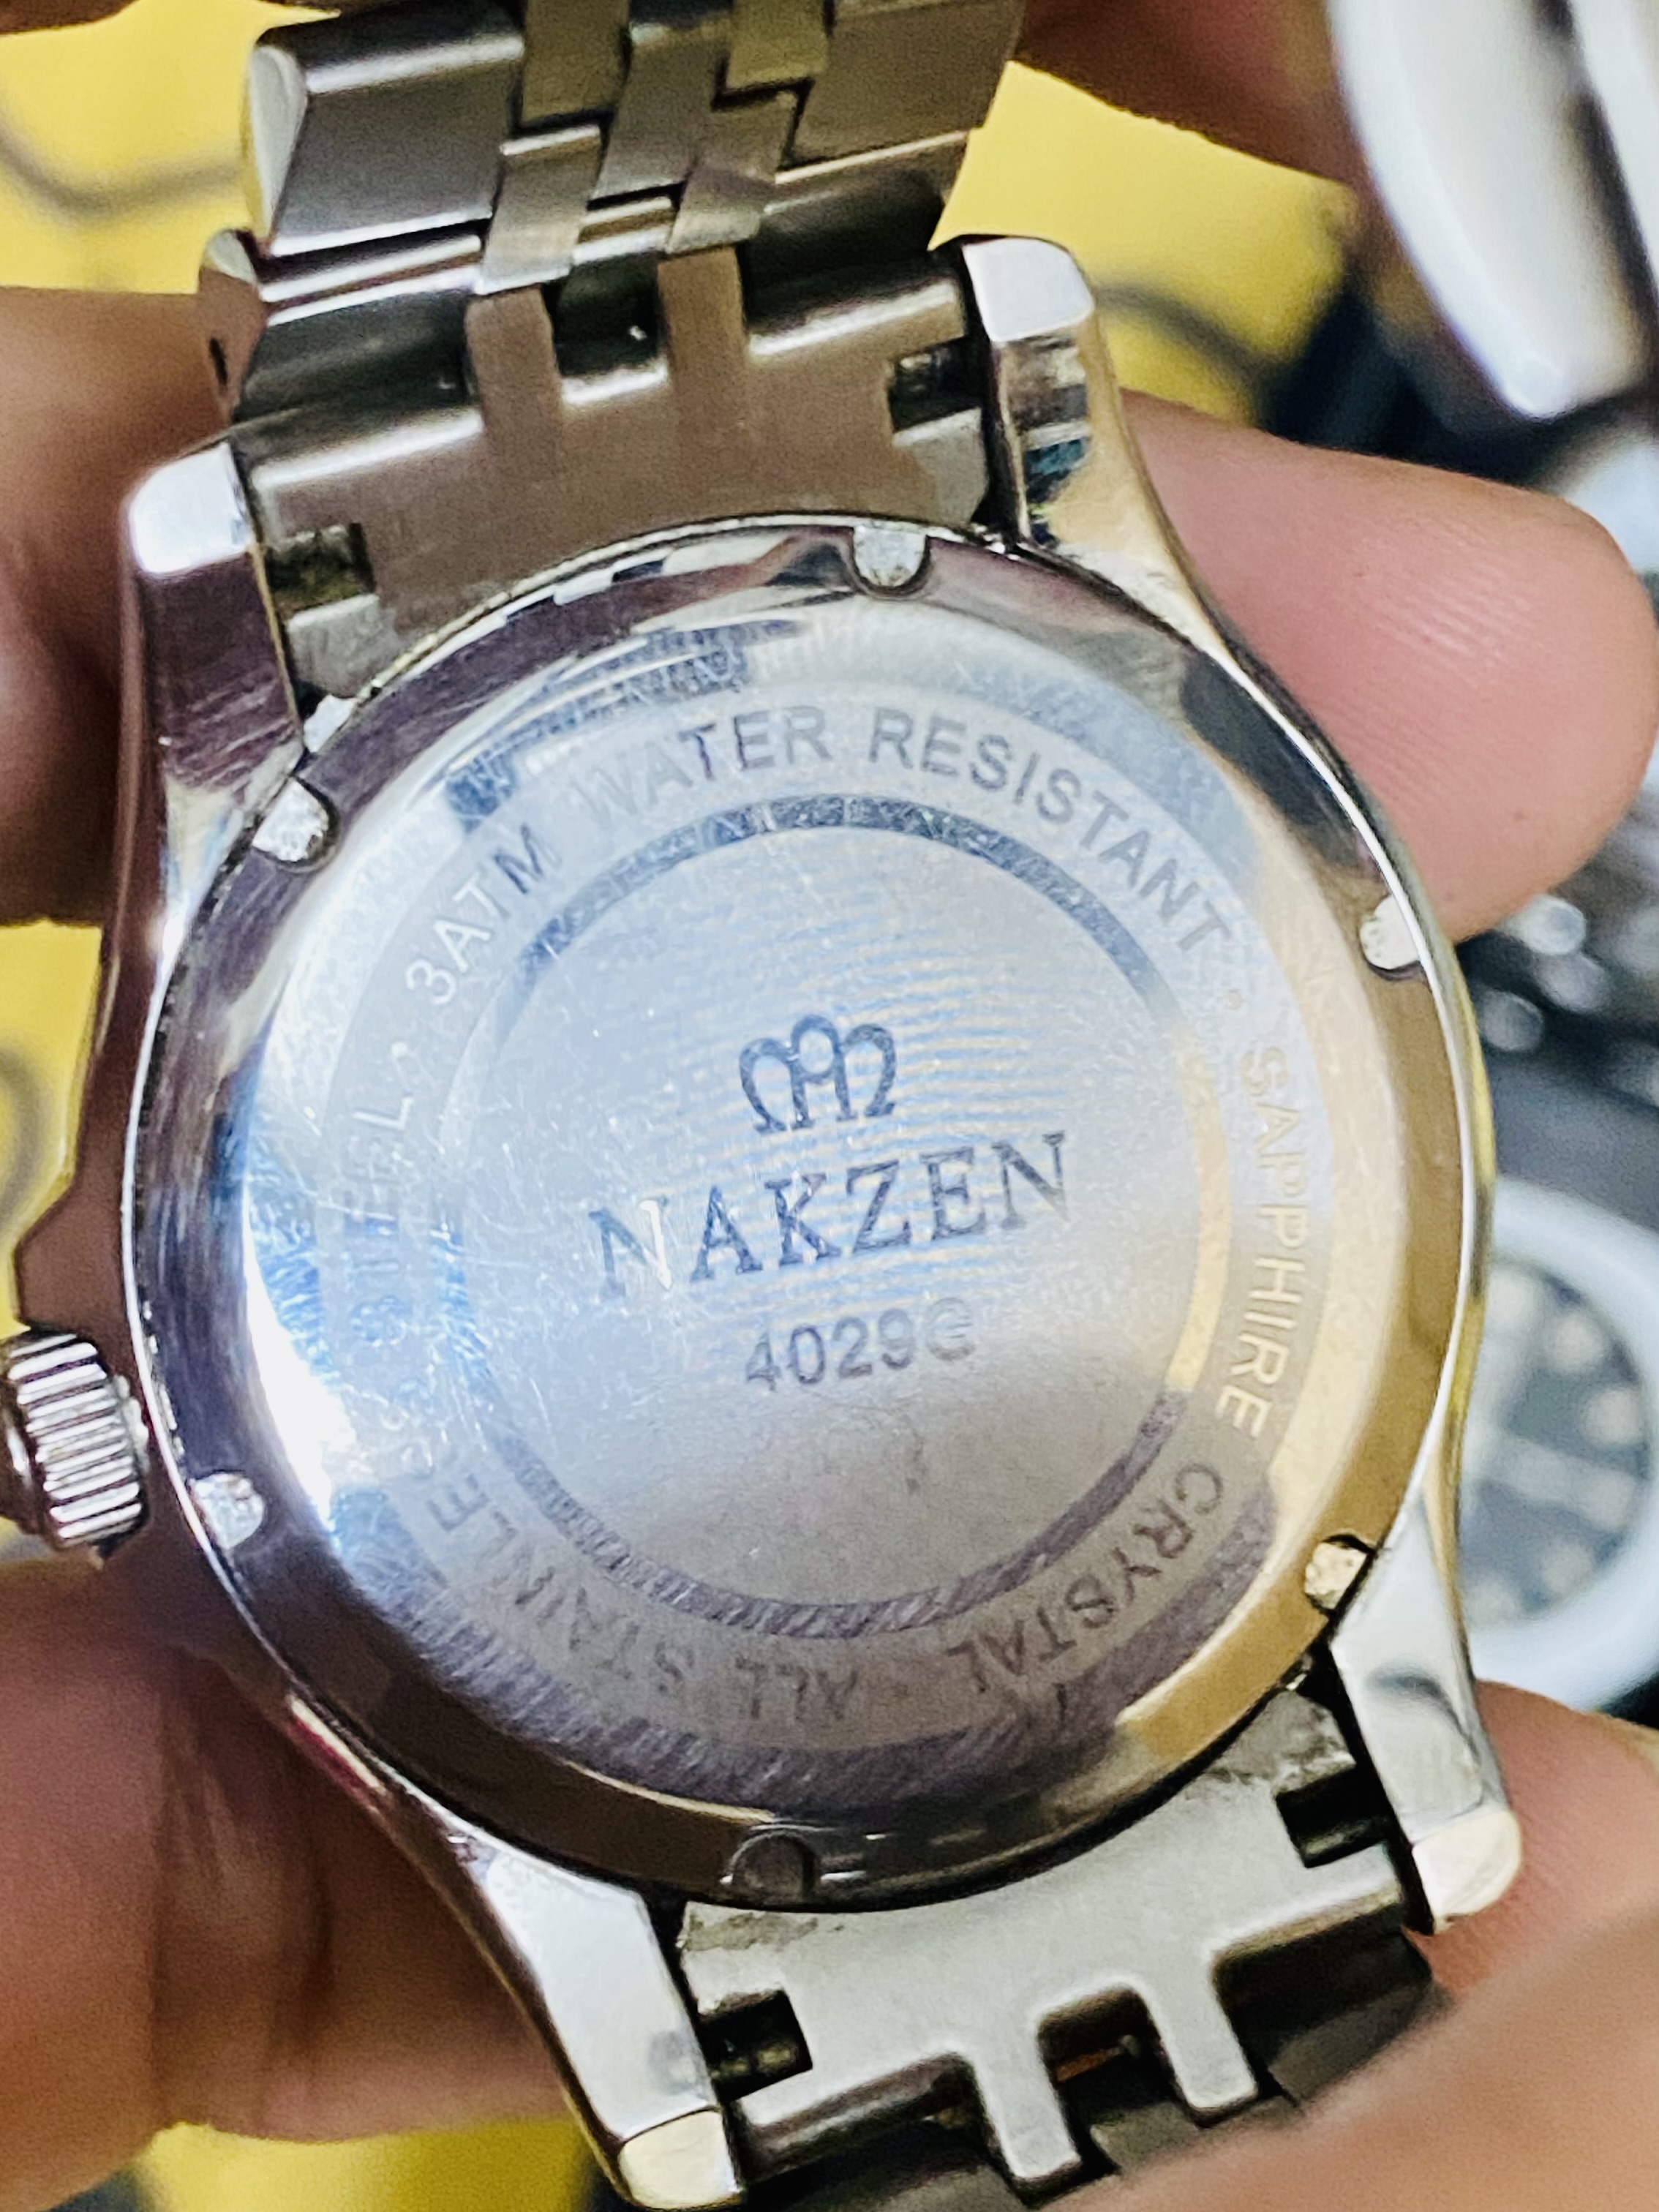 3ATM WATER RESISTANT · SAPPHIRE CRYSTAL · ALL STAINLESS STEEL ·
NAKZEN
4029G